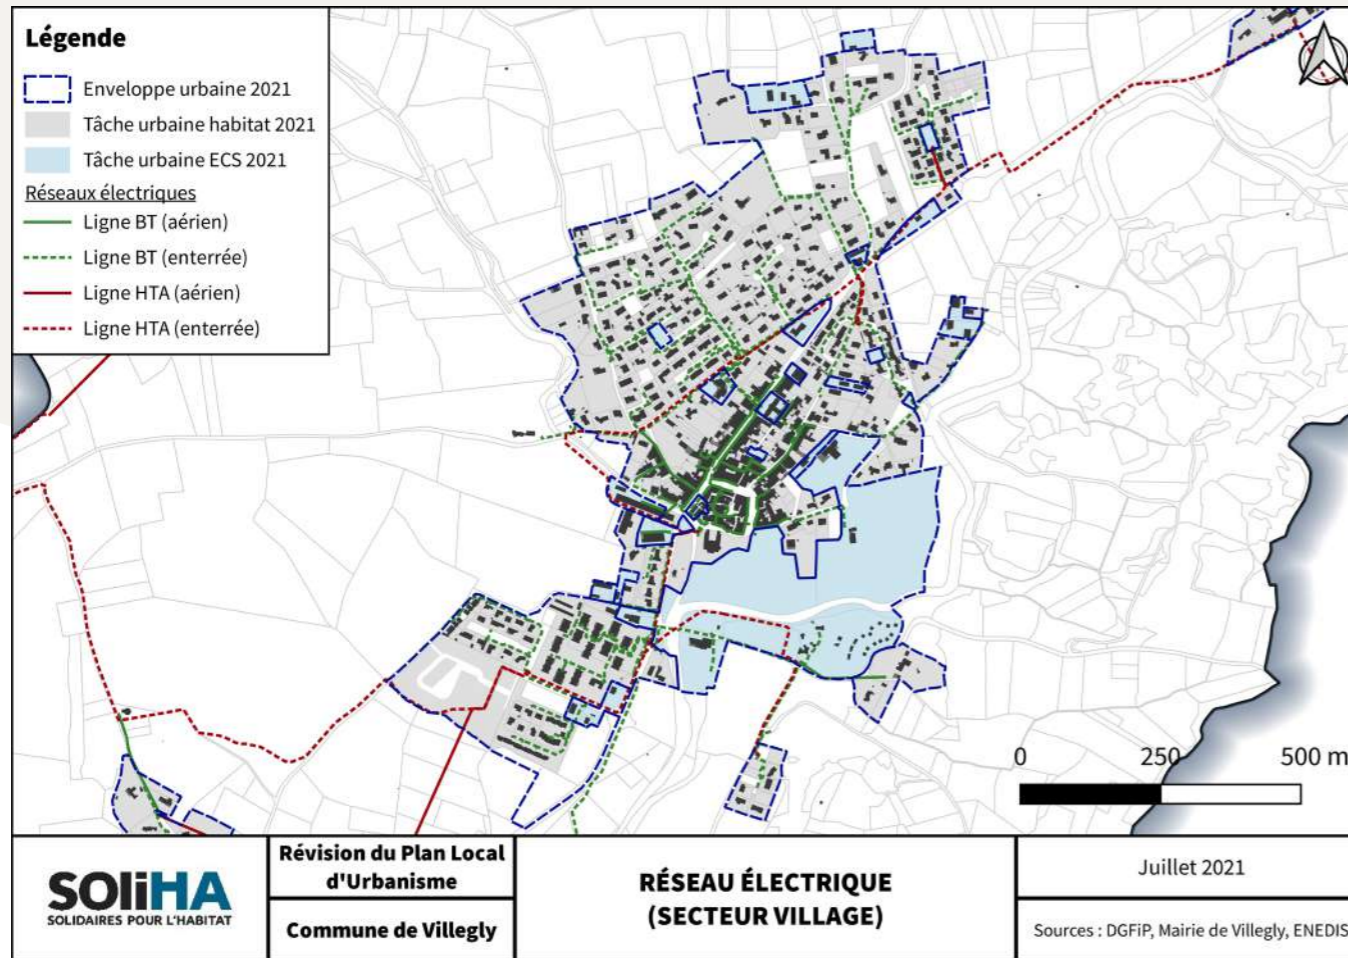 Légende
Enveloppe urbaine 2021
Tâche urbaine habitat 2021
Tâche urbaine ECS 2021
Réseaux électriques
Ligne BT (aérien)
Ligne BT (enterrée)
Ligne HTA (aérien)
Ligne HTA (enterrée)
0 250 500 m
SOLiHA
SOLIDAIRES POUR L'HABITAT
Révision du Plan Local
d'Urbanisme
Commune de Villegly
RÉSEAU ÉLECTRIQUE
(SECTEUR VILLAGE)
Juillet 2021
Sources : DGFiP, Mairie de Villegly, ENEDIS